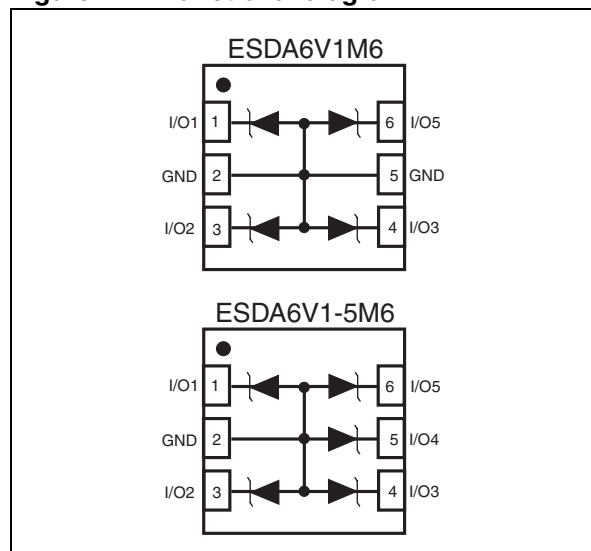 ESDA6V1M6
I/O1 1 6 I/O5
GND 2 5 GND
I/O2 3 4 I/O3
ESDA6V1-5M6
I/O1 1 6 I/O5
GND 2 5 I/O4
I/O2 3 4 I/O3